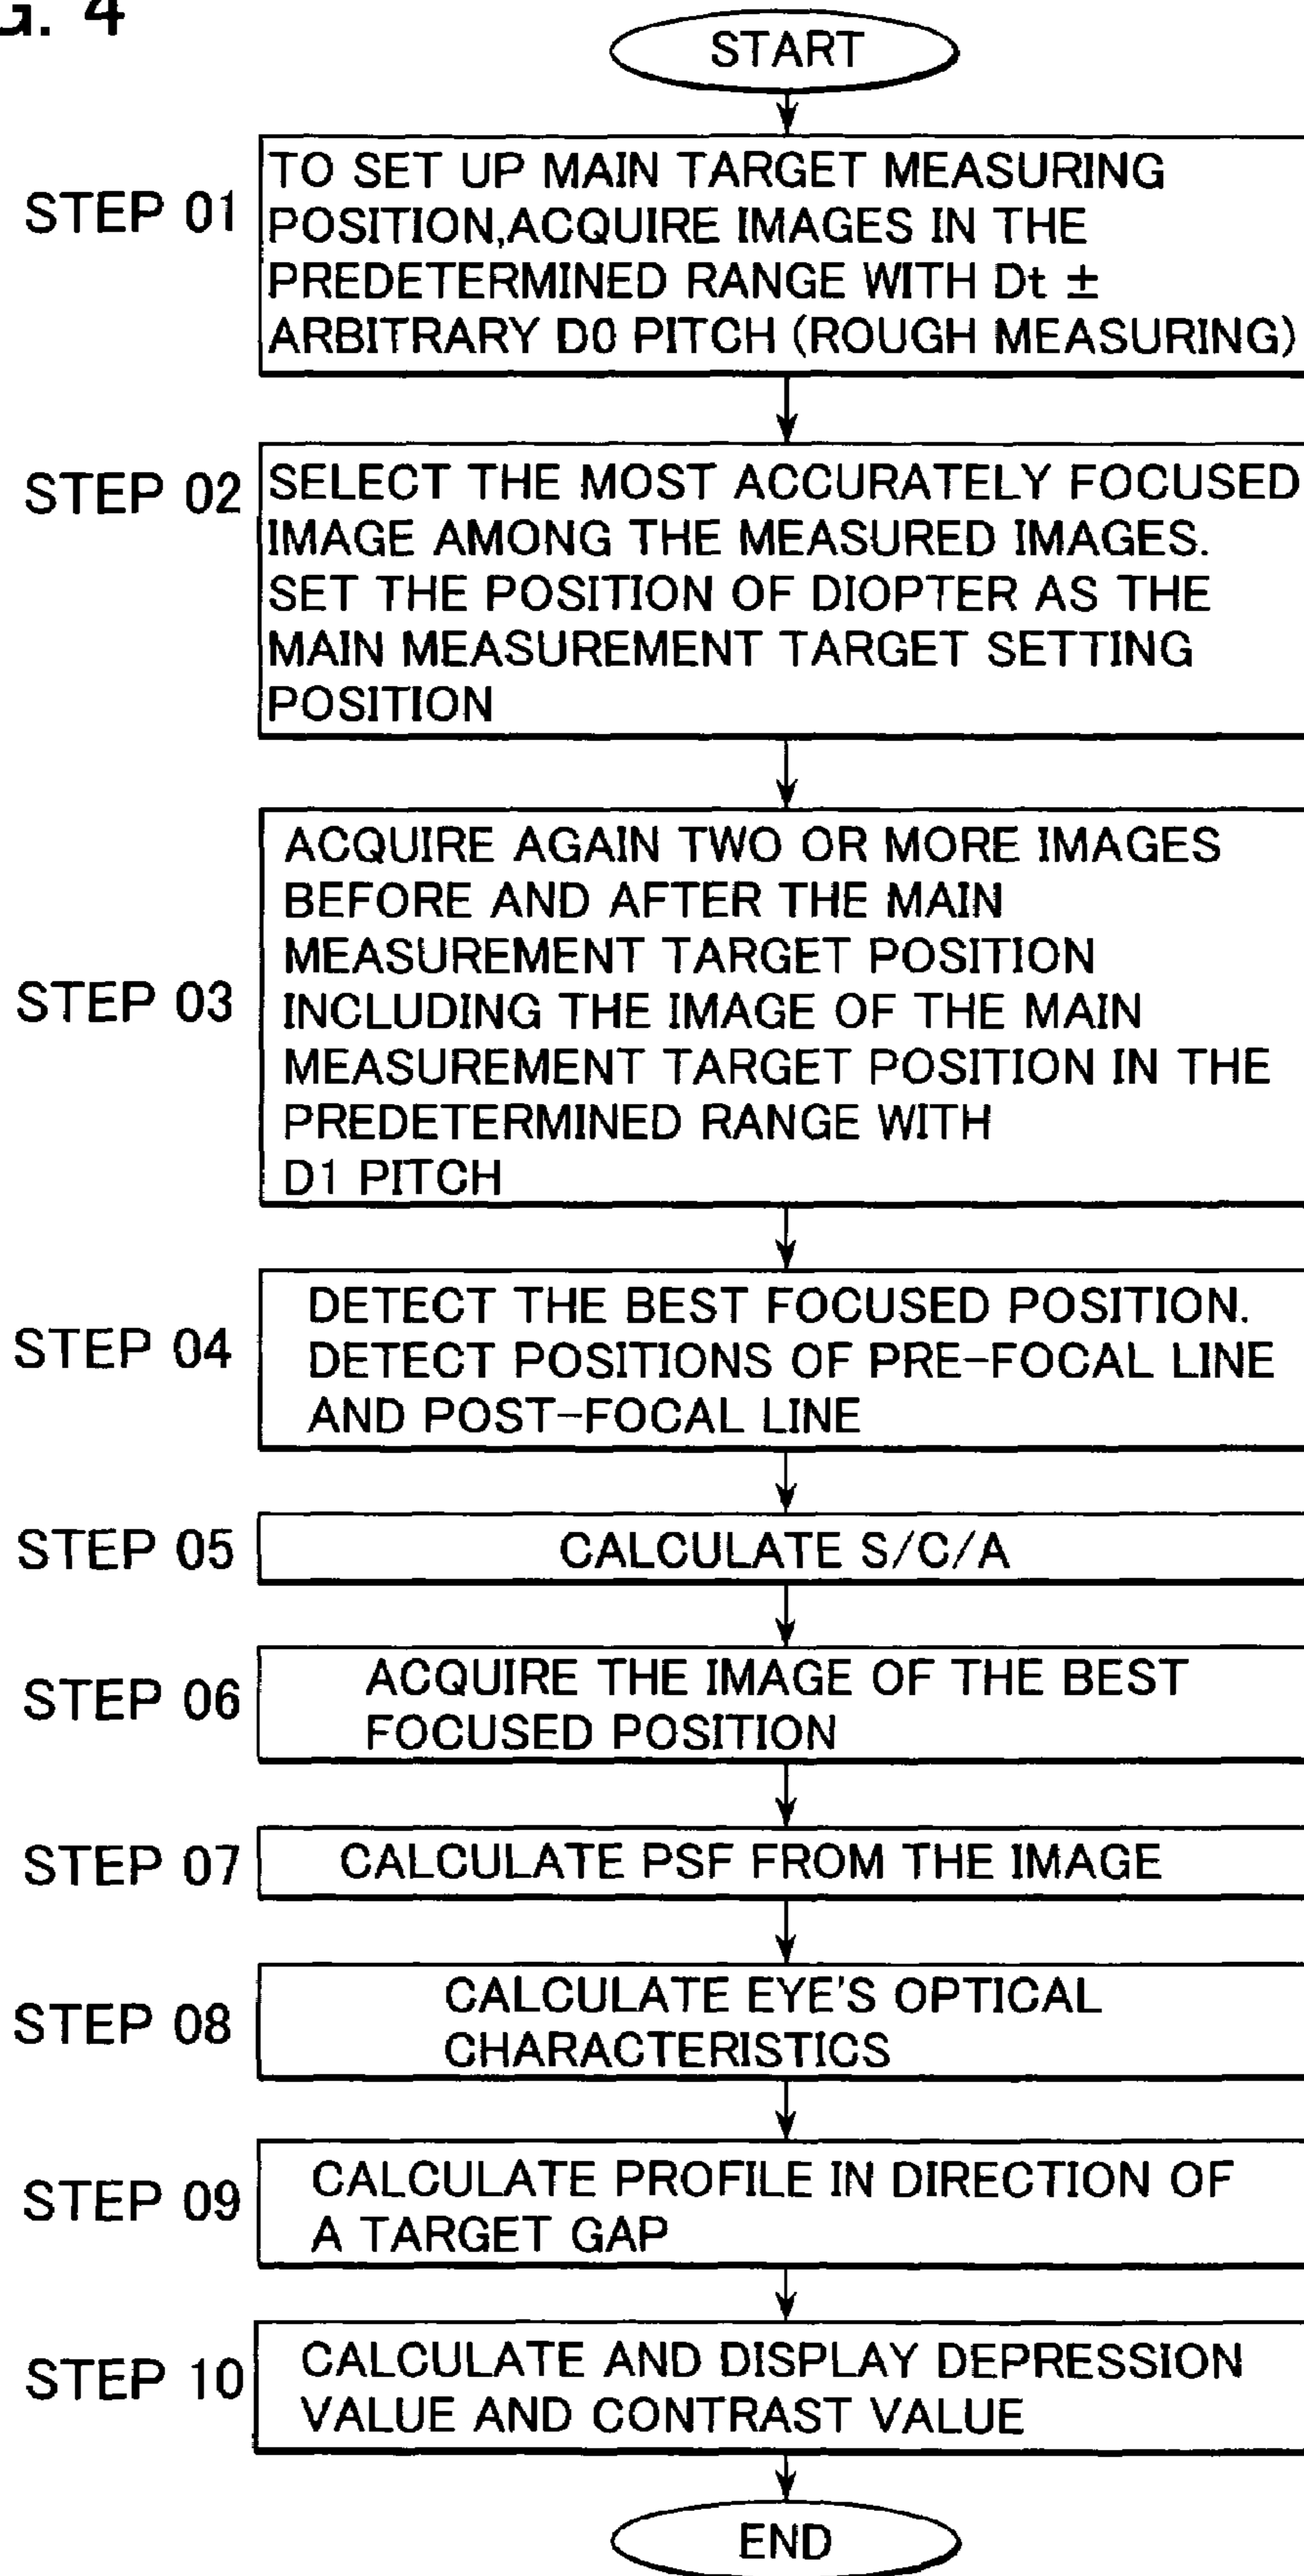 G. 4
START
STEP 01
TO SET UP MAIN TARGET MEASURING
POSITION,ACQUIRE IMAGES IN THE
PREDETERMINED RANGE WITH Dt ±
ARBITRARY D0 PITCH (ROUGH MEASURING)
STEP 02
SELECT THE MOST ACCURATELY FOCUSED
IMAGE AMONG THE MEASURED IMAGES.
SET THE POSITION OF DIOPTER AS THE
MAIN MEASUREMENT TARGET SETTING
POSITION
STEP 03
ACQUIRE AGAIN TWO OR MORE IMAGES
BEFORE AND AFTER THE MAIN
MEASUREMENT TARGET POSITION
INCLUDING THE IMAGE OF THE MAIN
MEASUREMENT TARGET POSITION IN THE
PREDETERMINED RANGE WITH
D1 PITCH
STEP 04
DETECT THE BEST FOCUSED POSITION.
DETECT POSITIONS OF PRE-FOCAL LINE
AND POST-FOCAL LINE
STEP 05
CALCULATE S/C/A
STEP 06
ACQUIRE THE IMAGE OF THE BEST
FOCUSED POSITION
STEP 07
CALCULATE PSF FROM THE IMAGE
STEP 08
CALCULATE EYE'S OPTICAL
CHARACTERISTICS
STEP 09
CALCULATE PROFILE IN DIRECTION OF
A TARGET GAP
STEP 10
CALCULATE AND DISPLAY DEPRESSION
VALUE AND CONTRAST VALUE
END